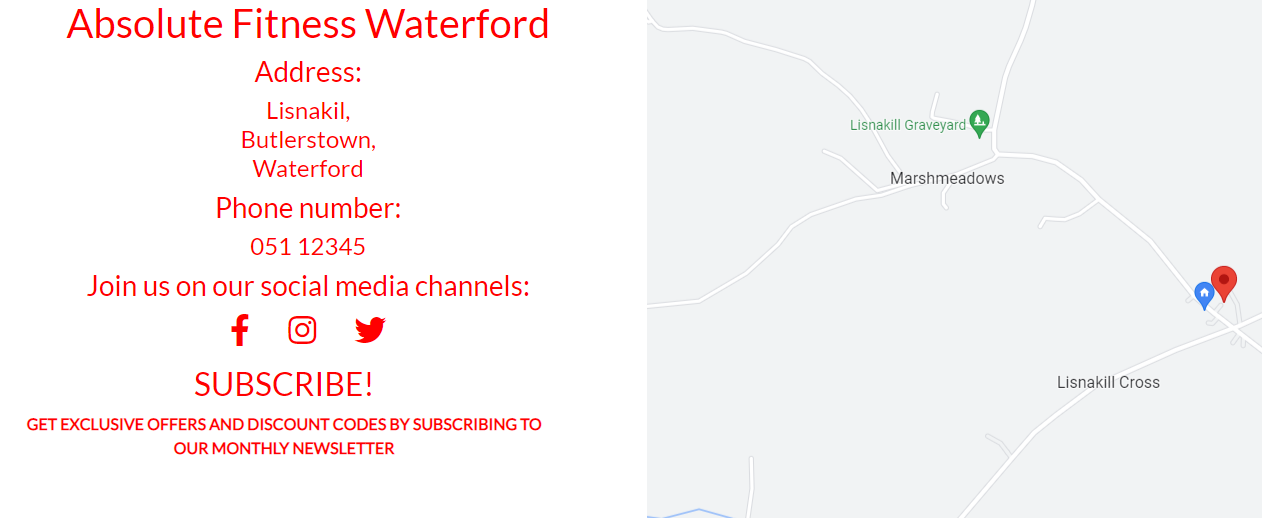 Absolute Fitness Waterford
Address:
Lisnakil,
Butlerstown,
Waterford
Phone number:
051 12345
Join us on our social media channels:
SUBSCRIBE!
GET EXCLUSIVE OFFERS AND DISCOUNT CODES BY SUBSCRIBING TO
OUR MONTHLY NEWSLETTER
Lisnakill Graveyard
Marshmeadows
Lisnakill Cross